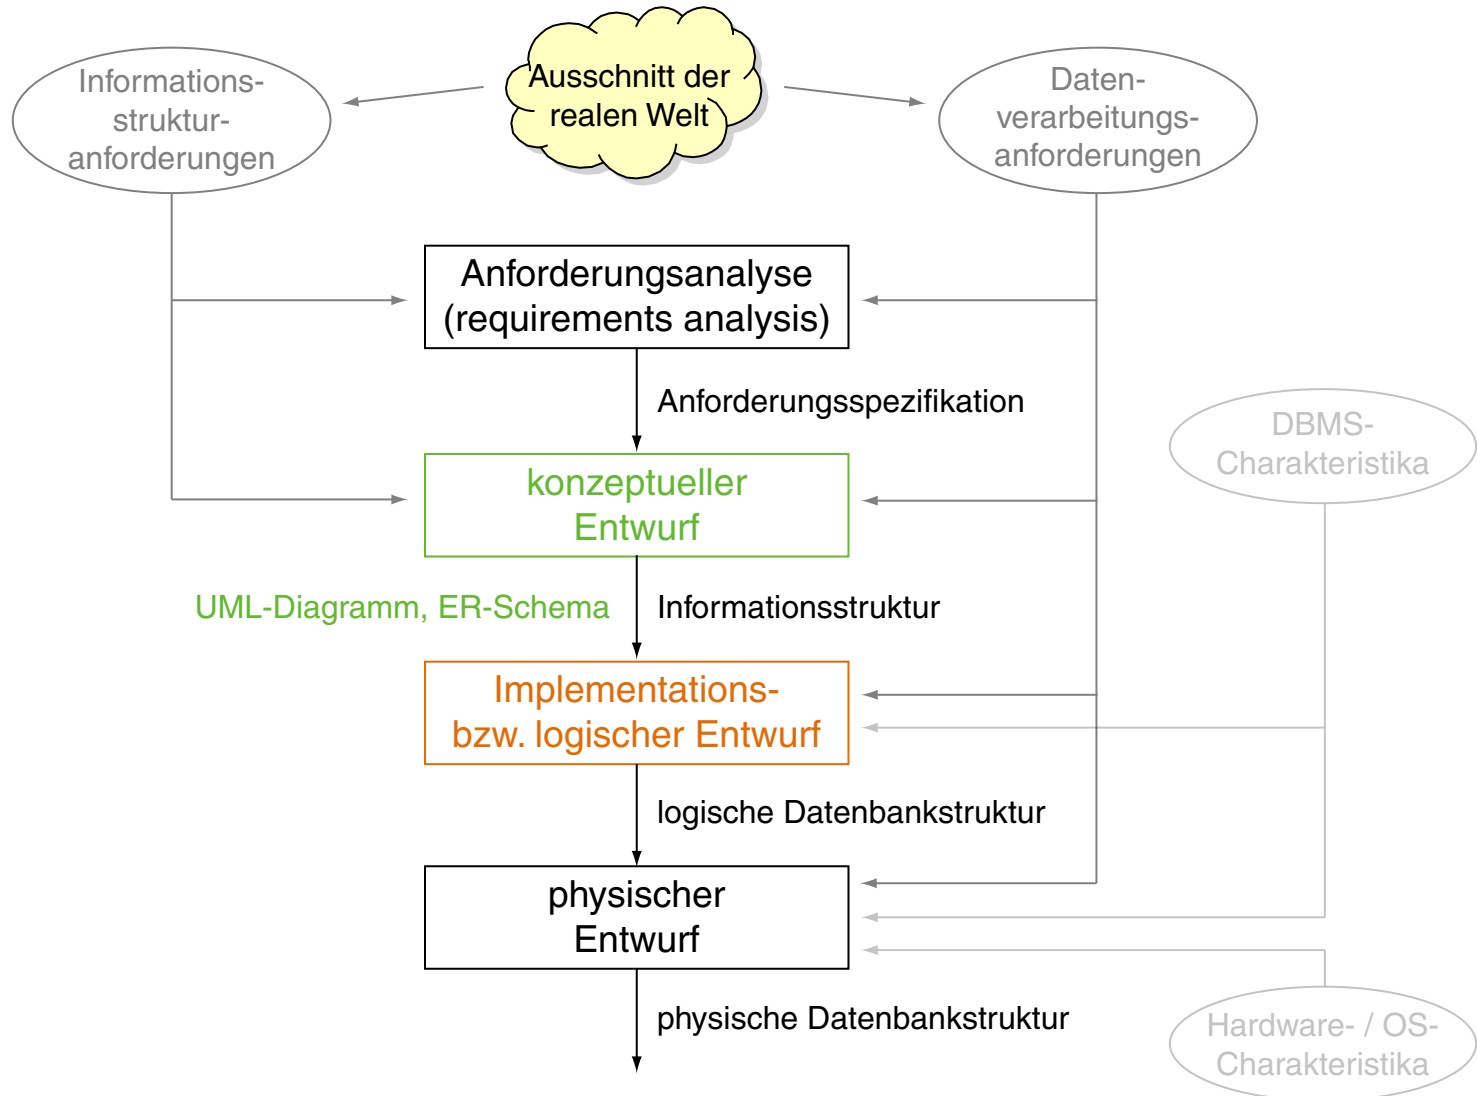 Informations-
struktur-
anforderungen
Ausschnitt der
realen Welt
Daten-
verarbeitungs-
anforderungen
Anforderungsanalyse
(requirements analysis)
Anforderungsspezifikation
DBMS-
Charakteristika
konzeptueller
Entwurf
UML-Diagramm, ER-Schema
Informationsstruktur
Implementations-
bzw. logischer Entwurf
logische Datenbankstruktur
physischer
Entwurf
physische Datenbankstruktur
Hardware- / OS-
Charakteristika